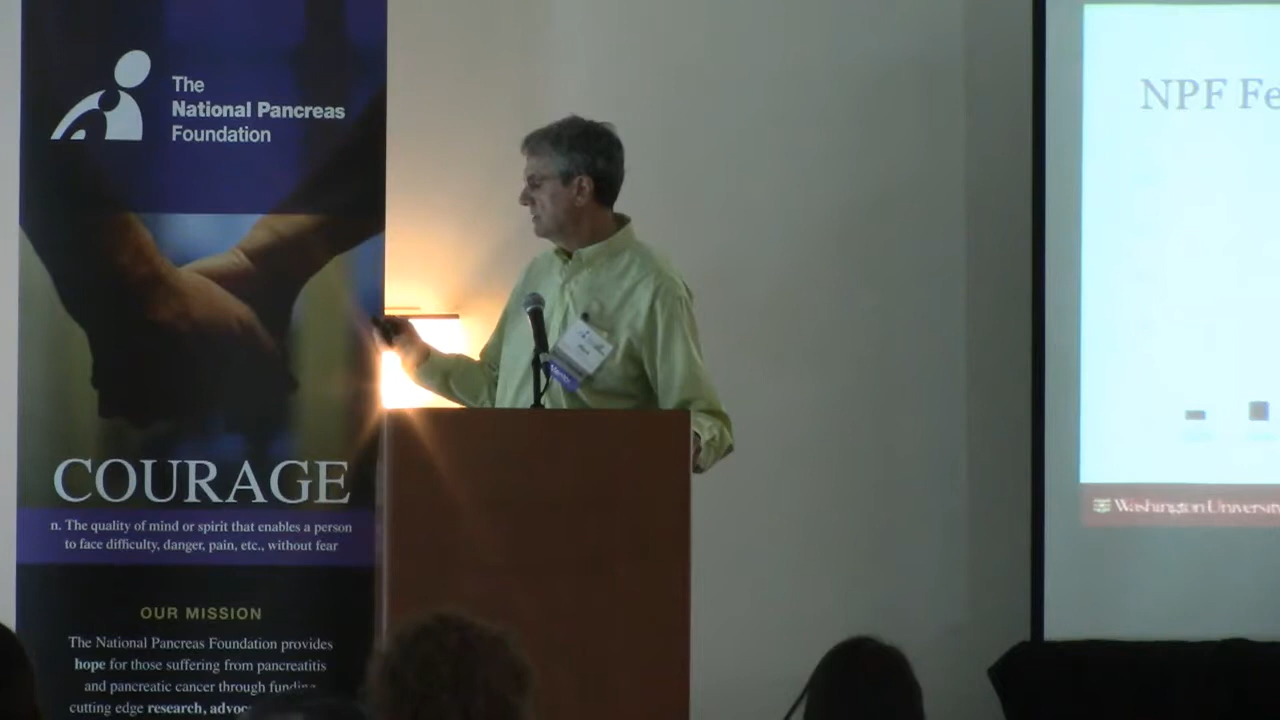 The
National Pancreas
Foundation
COURAGE
n. The quality of mind or spirit that enables a person
to face difficulty, danger, pain, etc., without fear
OUR MISSION
The National Pancreas Foundation provides
hope for those suffering from pancreatitis
and pancreatic cancer through
cutting edge research,
NPF Fe
Washington University